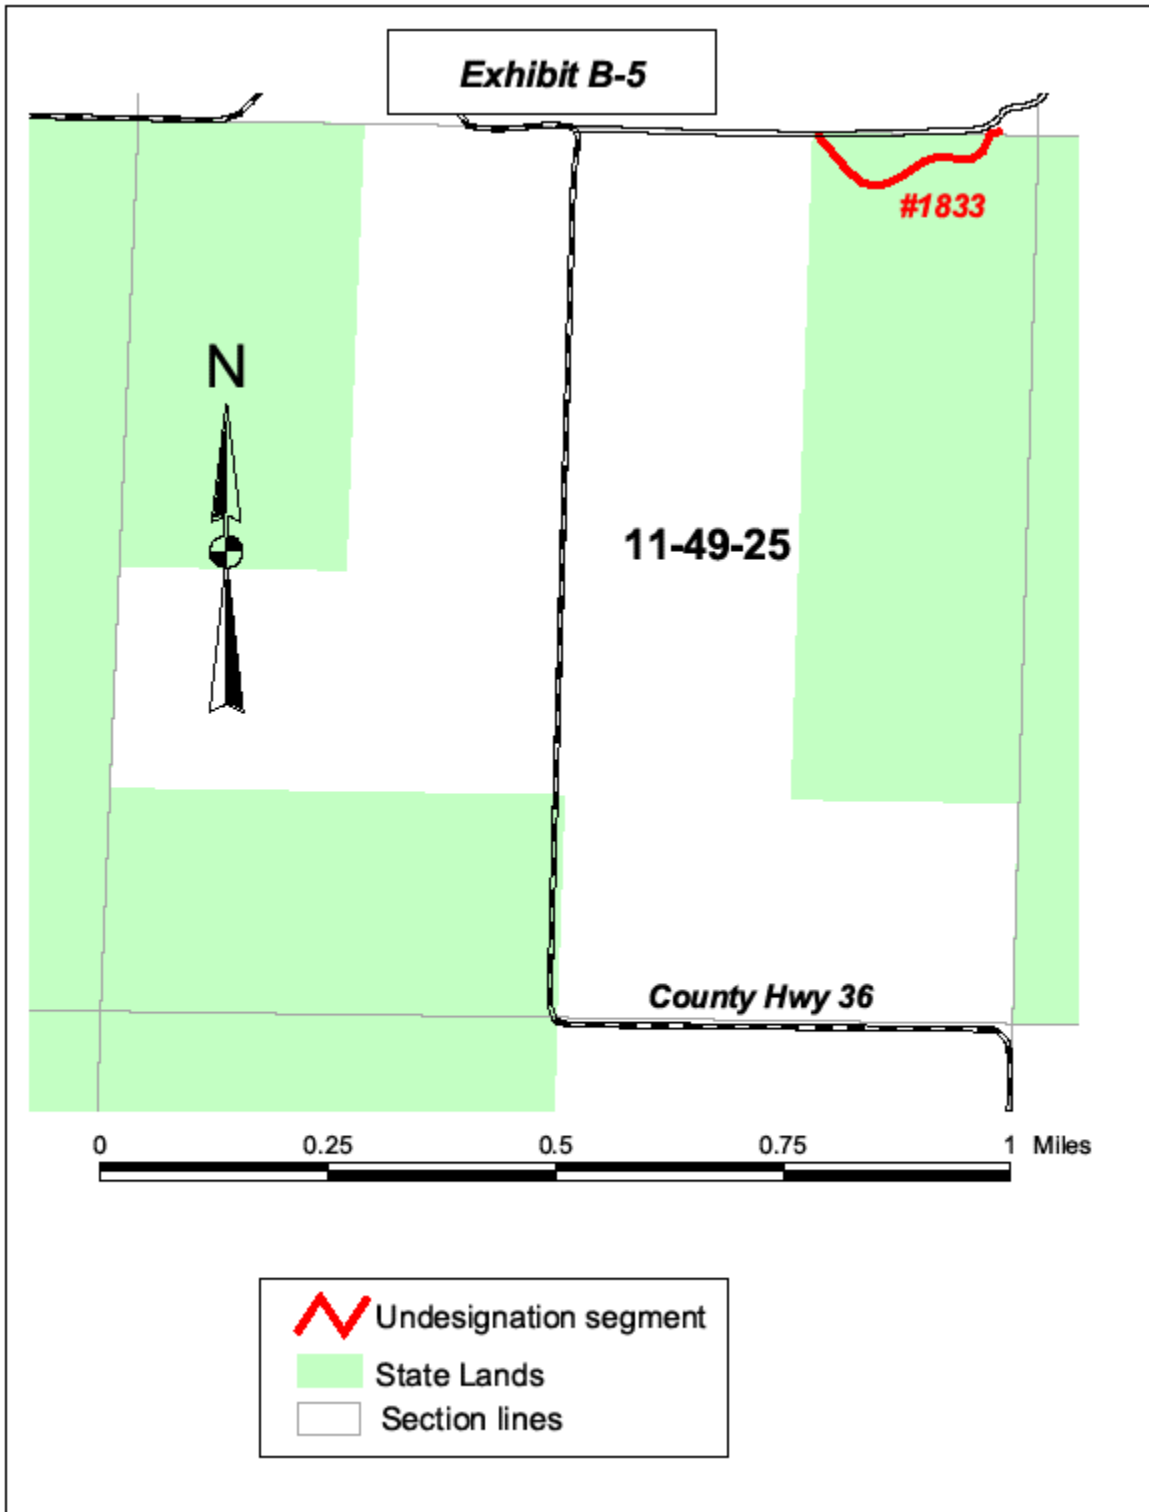 Exhibit B-5
#1833
N
11-49-25
County Hwy 36
0 0.25 0.5 0.75 1 Miles
Undesignation segment
State Lands
Section lines